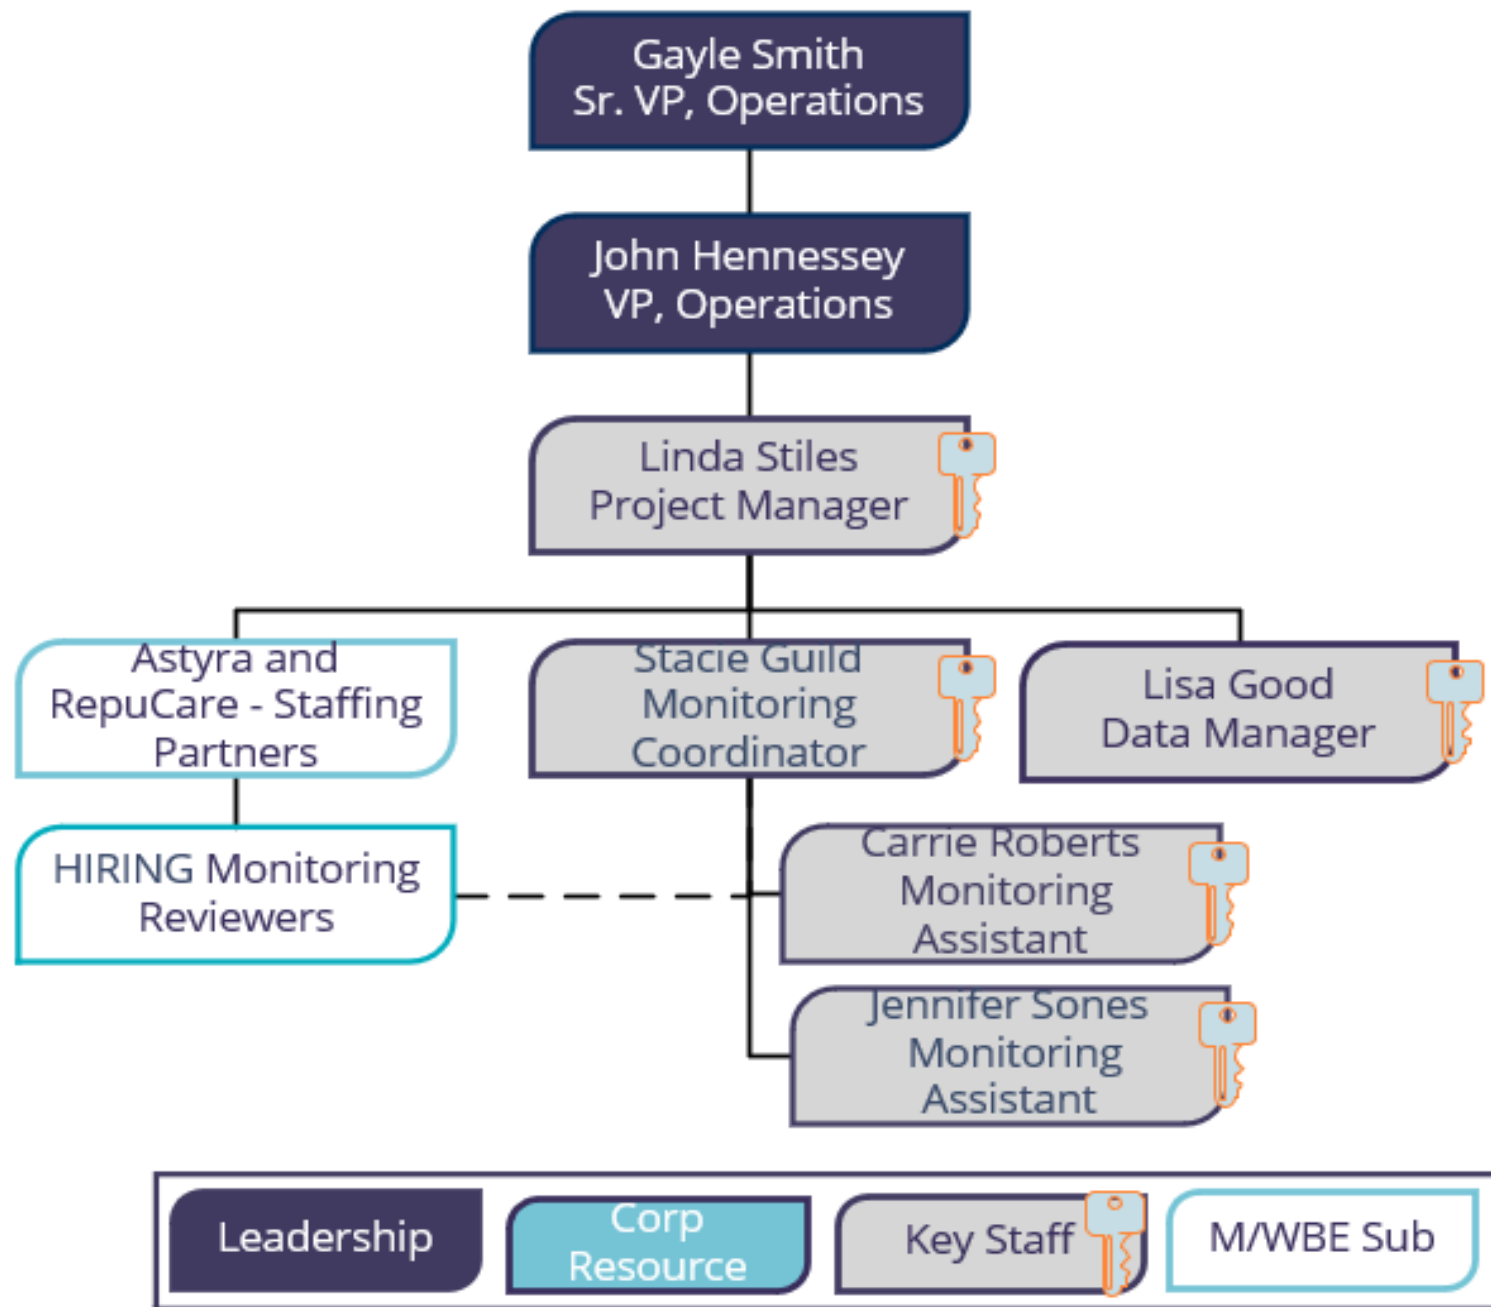 Gayle Smith
Sr. VP, Operations
John Hennessey
VP, Operations
Linda Stiles
Project Manager
Astyra and
RepuCare - Staffing
Partners
Stacie Guild
Monitoring
Coordinator
Lisa Good
Data Manager
HIRING Monitoring
Reviewers
Carrie Roberts
Monitoring
Assistant
Jennifer Sones
Monitoring
Assistant
Leadership
Corp
Resource
Key Staff
M/WBE Sub